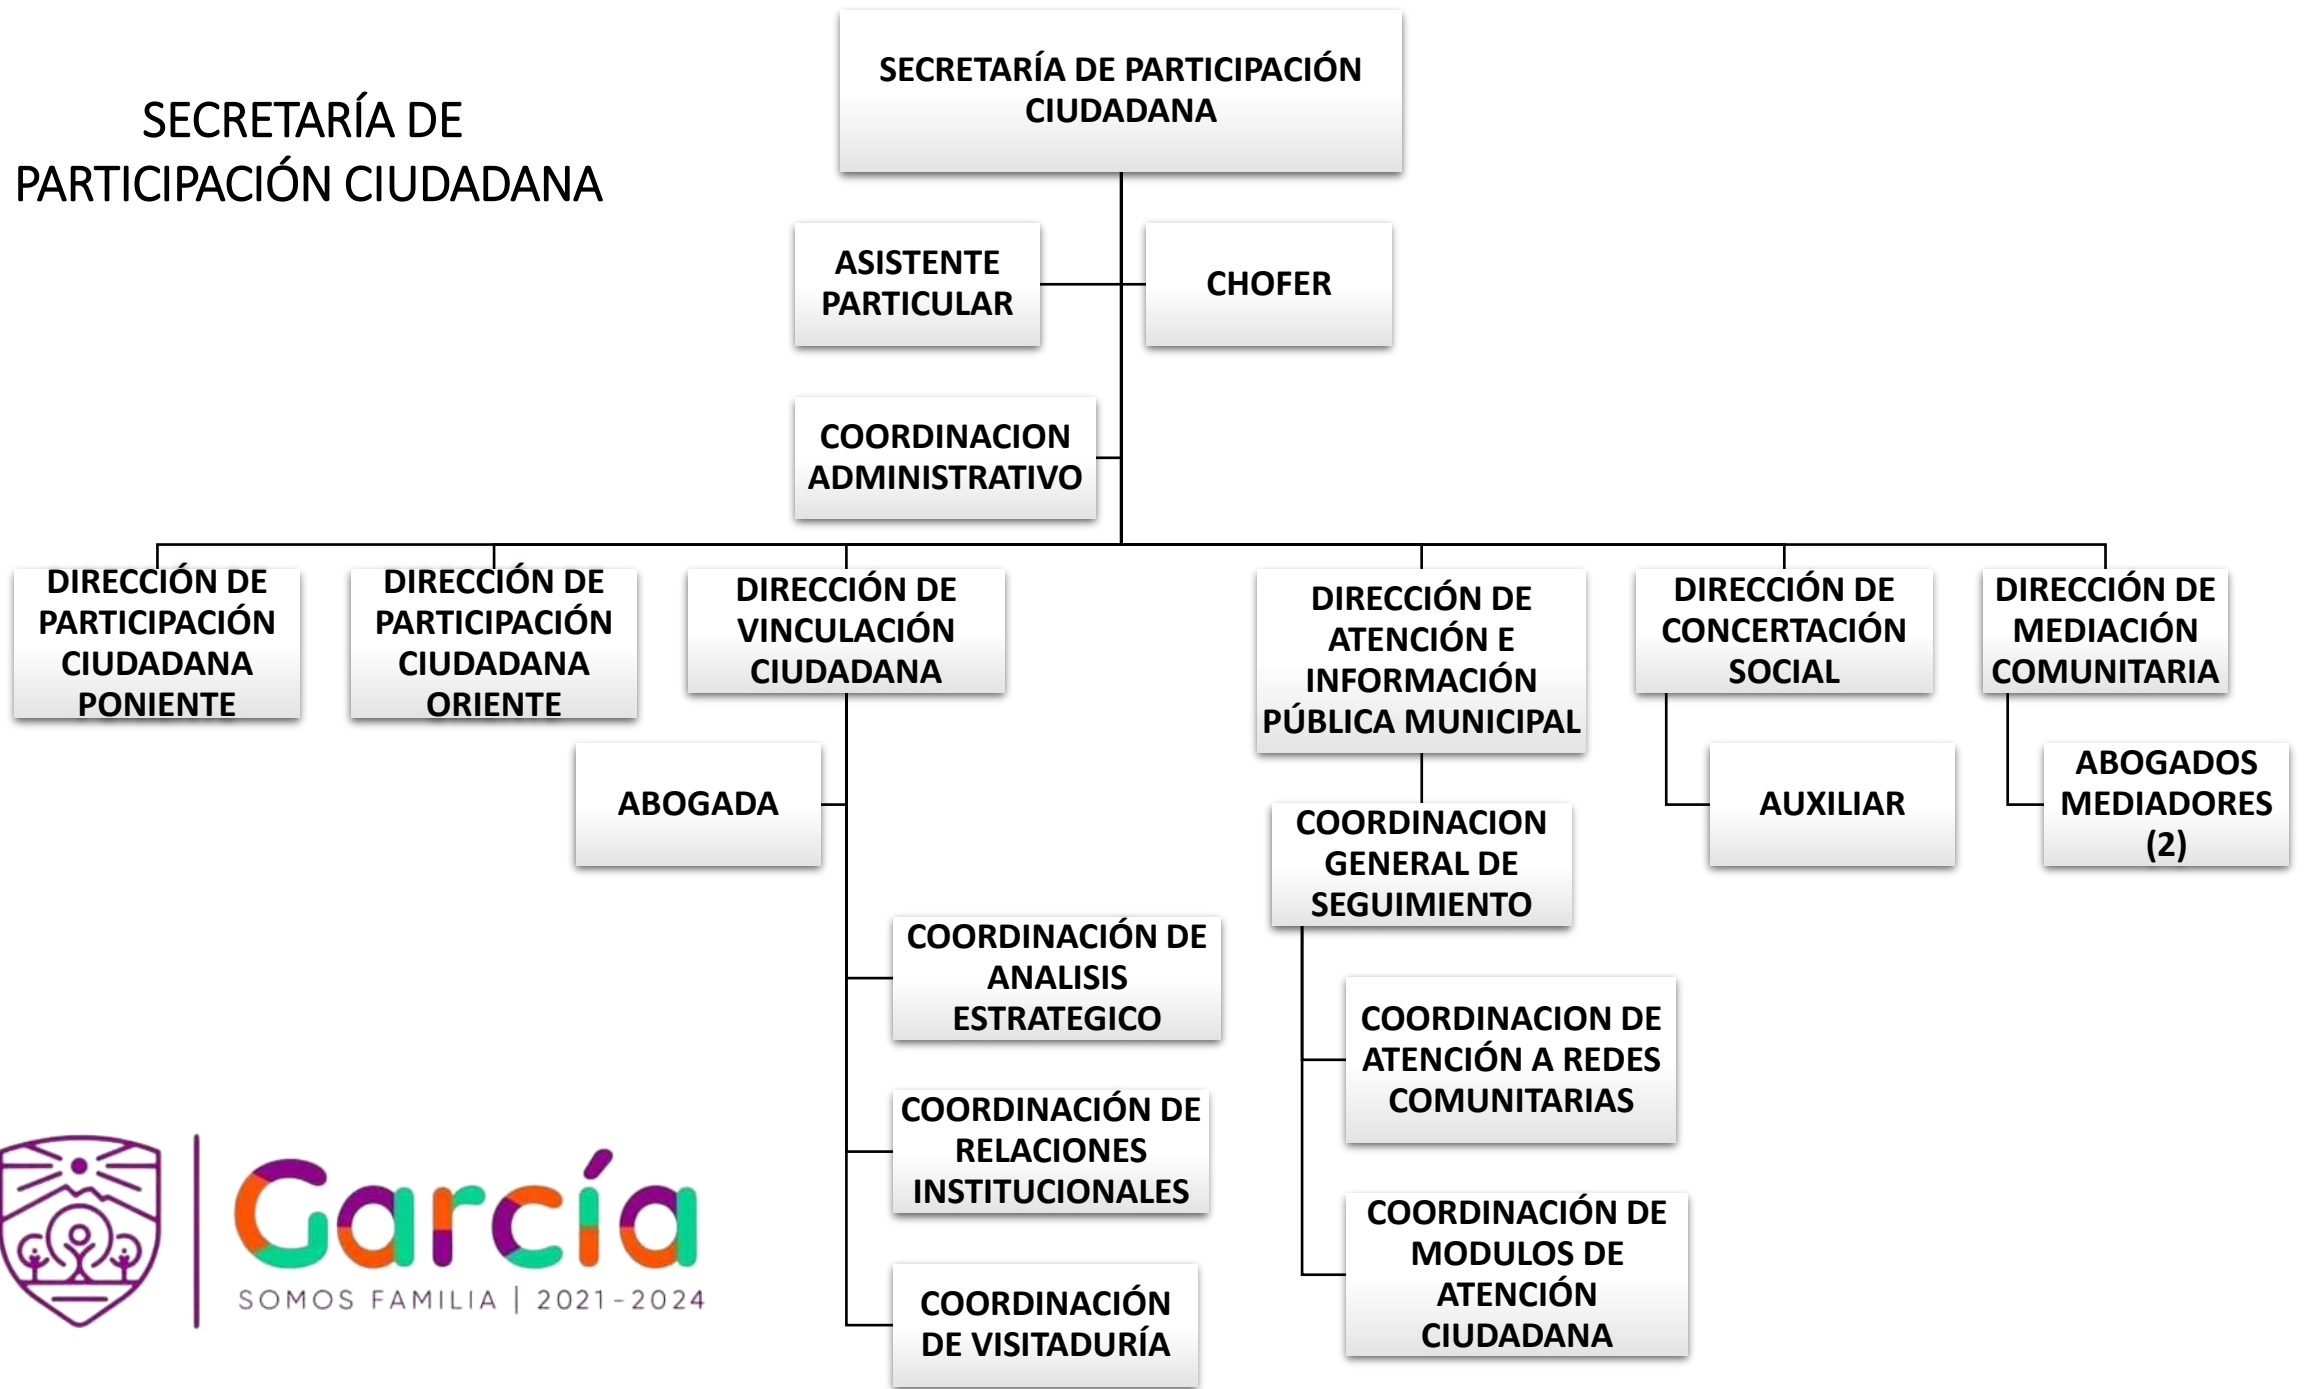 SECRETARÍA DE
PARTICIPACIÓN CIUDADANA
SECRETARÍA DE PARTICIPACIÓN
CIUDADANA
ASISTENTE
PARTICULAR
CHOFER
COORDINACION
ADMINISTRATIVO
DIRECCIÓN DE
PARTICIPACIÓN
CIUDADANA
PONIENTE
DIRECCIÓN DE
PARTICIPACIÓN
CIUDADANA
ORIENTE
DIRECCIÓN DE
VINCULACIÓN
CIUDADANA
DIRECCIÓN DE
ATENCIÓN E
INFORMACIÓN
PÚBLICA MUNICIPAL
DIRECCIÓN DE
CONCERTACIÓN
SOCIAL
DIRECCIÓN DE
MEDIACIÓN
COMUNITARIA
ABOGADA
COORDINACION
GENERAL DE
SEGUIMIENTO
AUXILIAR
ABOGADOS
MEDIADORES
(2)
COORDINACIÓN DE
ANALISIS
ESTRATEGICO
COORDINACIÓN DE
RELACIONES
INSTITUCIONALES
COORDINACIÓN
DE VISITADURÍA
COORDINACION DE
ATENCIÓN A REDES
COMUNITARIAS
COORDINACIÓN DE
MODULOS DE
ATENCIÓN
CIUDADANA
García
SOMOS FAMILIA | 2021-2024